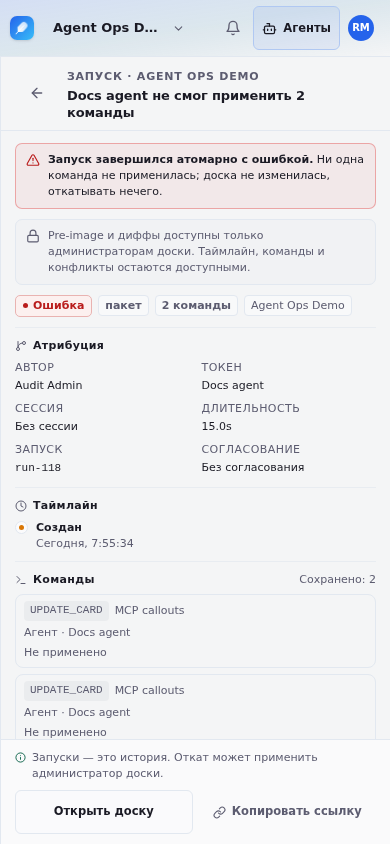 Agent Ops D...
Агенты
RM
ЗАПУСК · AGENT OPS DEMO
Docs agent не смог применить 2
команды
Запуск завершился атомарно с ошибкой. Ни одна
команда не применилась; доска не изменилась,
откатывать нечего.
Pre-image и диффы доступны только
администраторам доски. Таймлайн, команды и
конфликты остаются доступными.
Ошибка
пакет
2 команды
Agent Ops Demo
Атрибуция
АВТОР
ТОКЕН
Audit Admin
Docs agent
СЕССИЯ
ДЛИТЕЛЬНОСТЬ
Без сессии
15.0s
ЗАПУСК
СОГЛАСОВАНИЕ
run-118
Без согласования
Таймлайн
Создан
Сегодня, 7:55:34
Команды
Сохранено: 2
UPDATE_CARD MCP callouts
Агент · Docs agent
Не применено
UPDATE_CARD MCP callouts
Агент · Docs agent
Не применено
Запуски — это история. Откат может применить
администратор доски.
Открыть доску
Копировать ссылку